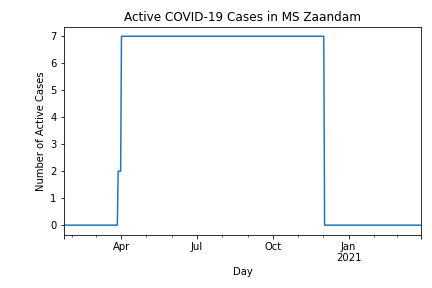 Active COVID-19 Cases in MS Zaandam
Number of Active Cases
7
6
5
4
3
2
1
0
Apr
Jul
Oct
Jan
2021
Day